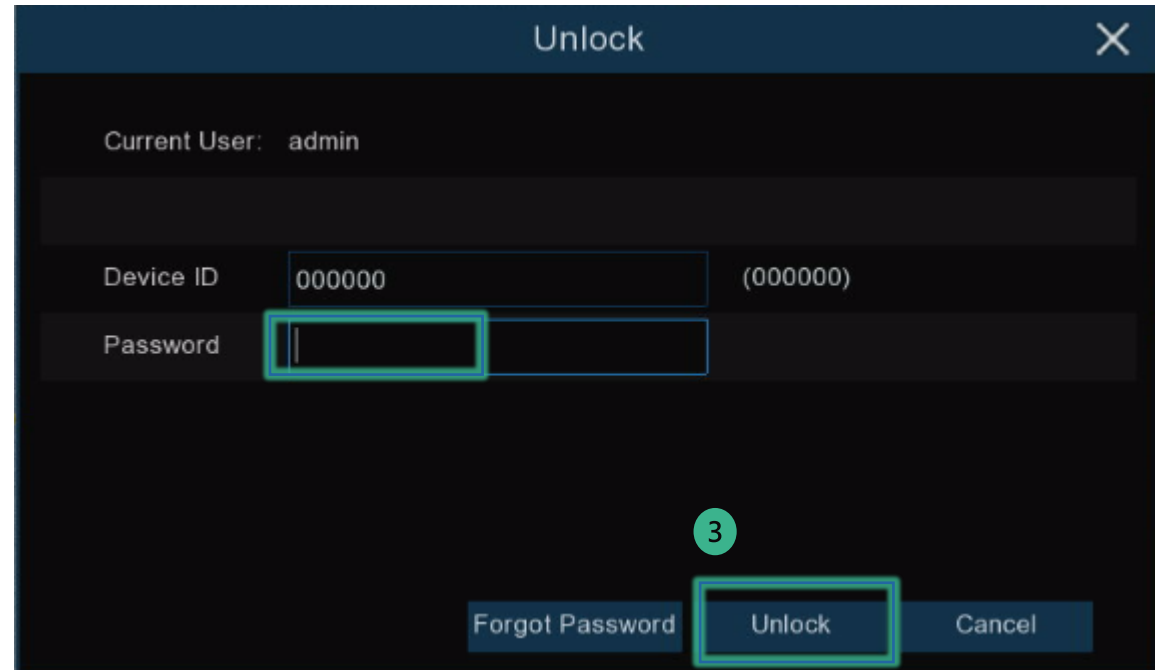 Unlock
Current User: admin
Device ID 000000 (000000)
Password
3
Forgot Password Unlock Cancel